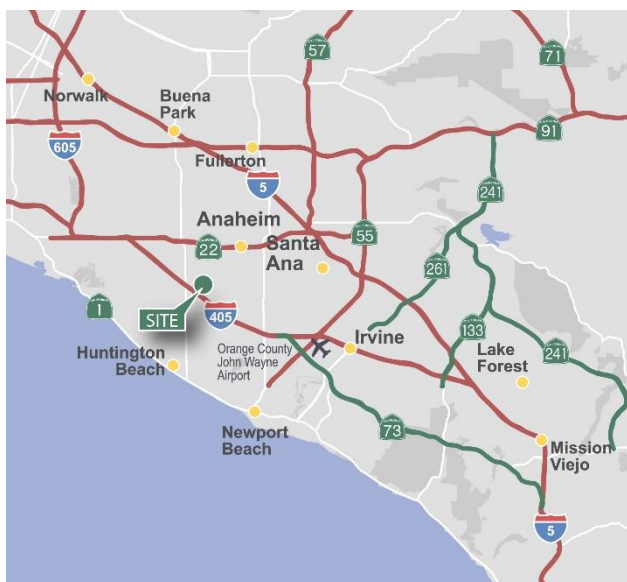 57
71
Norwalk
Buena
Park
91
605
Fullerton
5
241
Anaheim
22
Santa
Ana
55
261
SITE
1
405
133
Huntington
Beach
Orange County
John Wayne
Airport
Irvine
Lake
Forest
241
Newport
Beach
73
Mission
Viejo
5